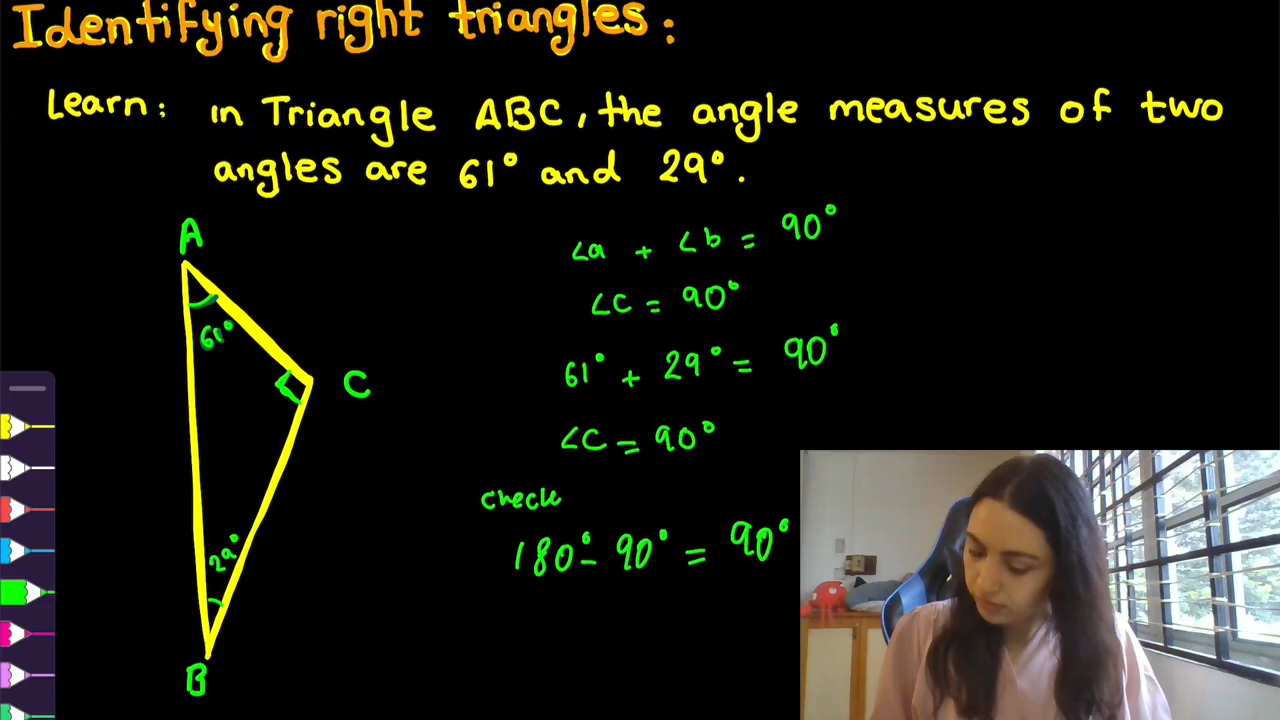 Identifying right triangles:
Learn: in Triangle ABC, the angle measures of two
angles are 61° and 29°.
A
61°
C
29°
B
∠a + ∠b = 90°
∠C = 90°
61° + 29° = 90°
∠C = 90°
check
180° - 90° = 90°